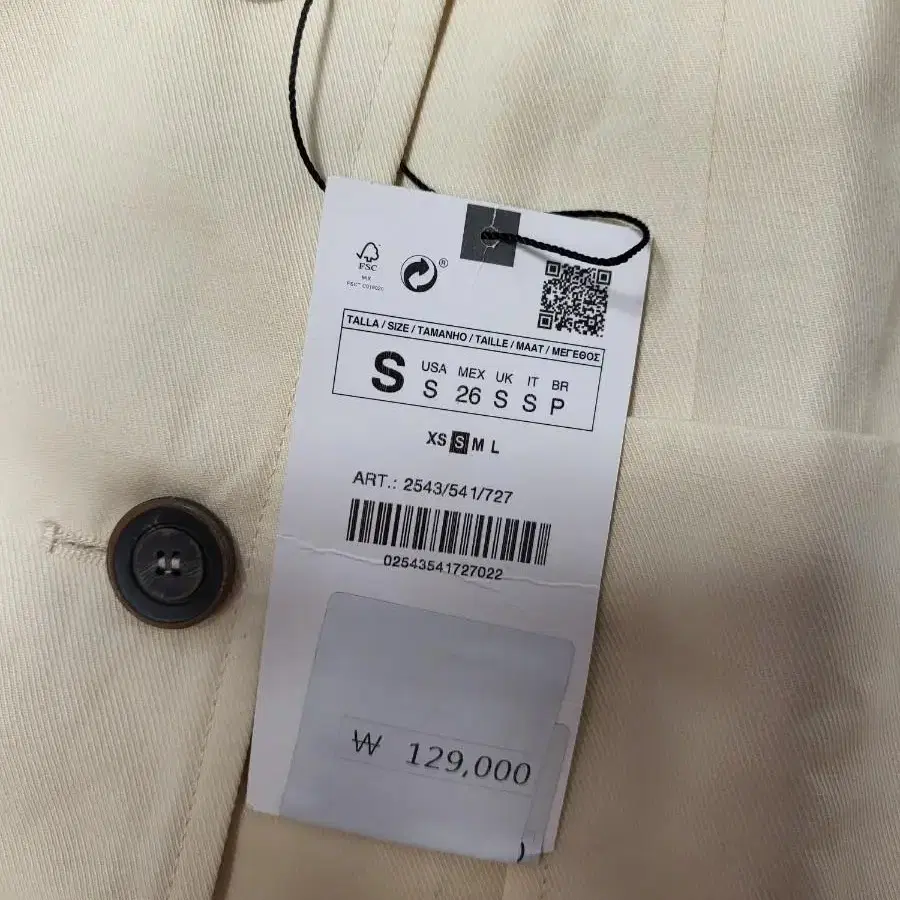 FSC
MIX
®
TALLA / SIZE / TAMANHO / TAILLE / MAAT / ΜΕΓΕΘΟΣ
S
USA MEX UK IT BR
S 26 S S P
XS S M L
ART.: 2543/541/727
02543541727022
₩ 129,000